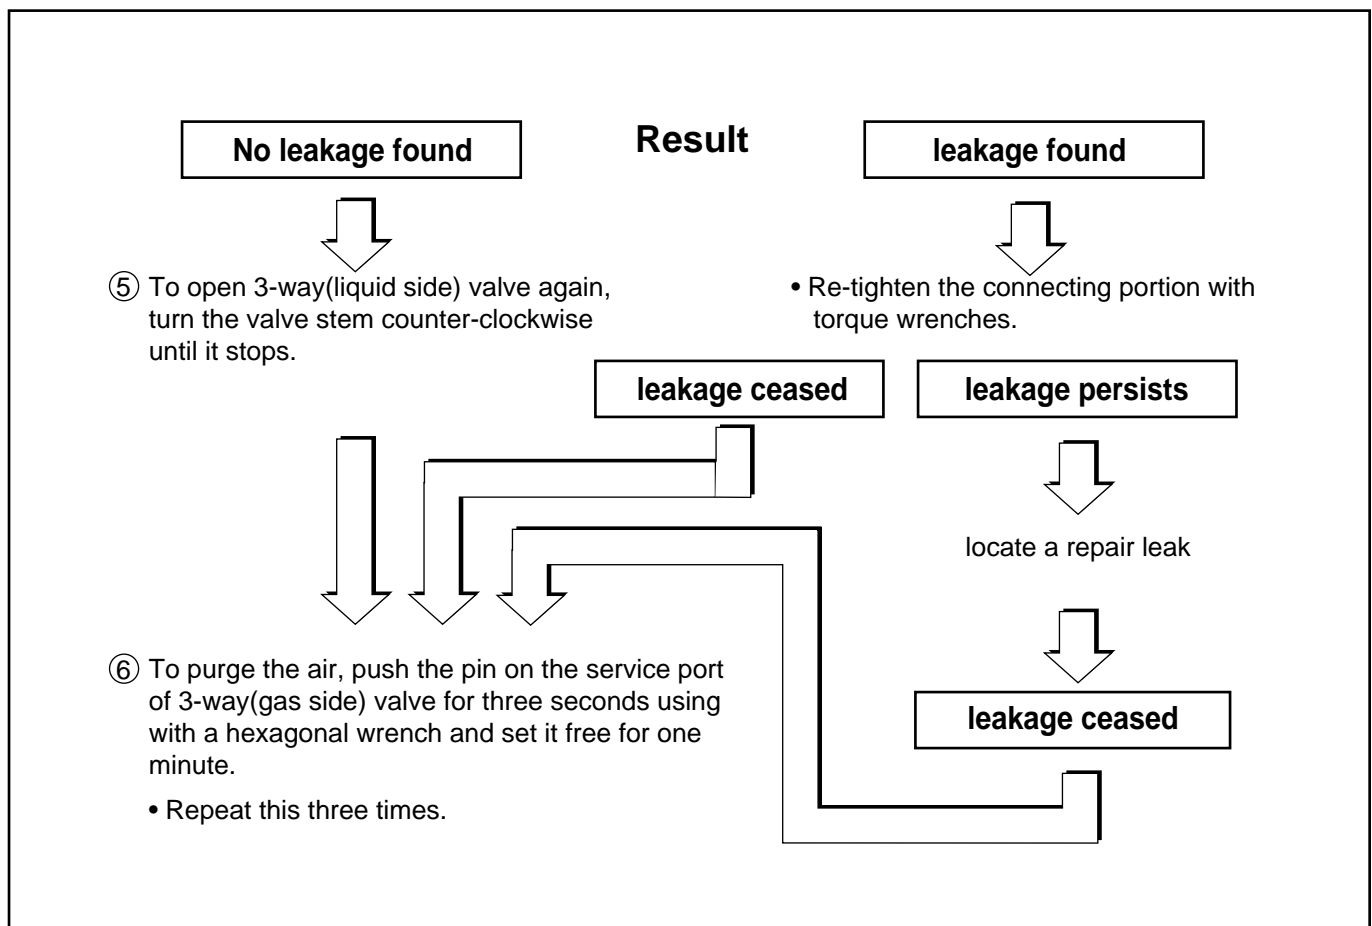 Result
No leakage found
leakage found
⑤ To open 3-way(liquid side) valve again,
turn the valve stem counter-clockwise
until it stops.
• Re-tighten the connecting portion with
torque wrenches.
leakage ceased
leakage persists
locate a repair leak
leakage ceased
⑥ To purge the air, push the pin on the service port
of 3-way(gas side) valve for three seconds using
with a hexagonal wrench and set it free for one
minute.
• Repeat this three times.